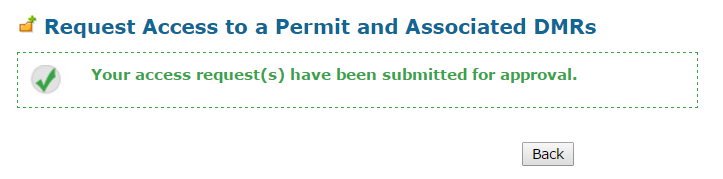 Request Access to a Permit and Associated DMRs
Your access request(s) have been submitted for approval.
Back